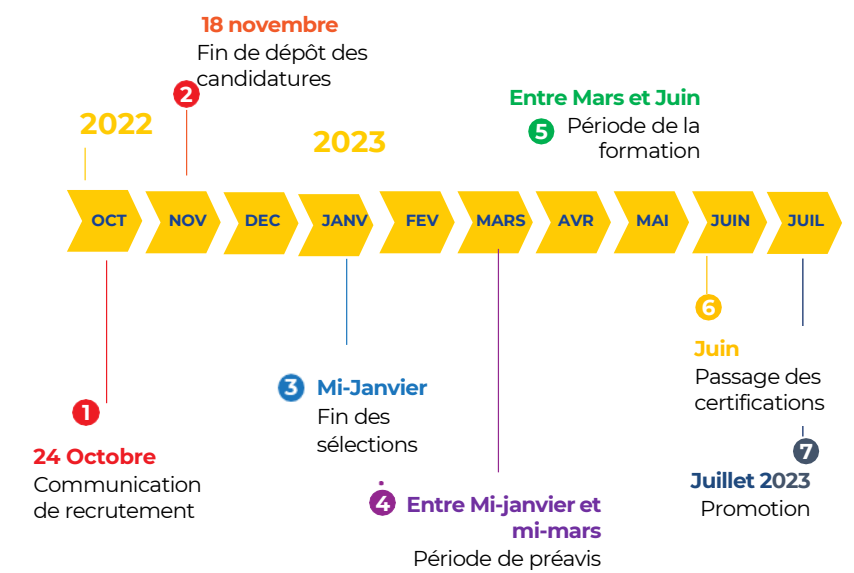 18 novembre
Fin de dépôt des
candidatures
2
2022
2023
Entre Mars et Juin
5 Période de la
formation
OCT NOV DEC JANV FEV MARS AVR MAI JUIN JUIL
1
24 Octobre
Communication
de recrutement
3 Mi-Janvier
Fin des
sélections
4 Entre Mi-janvier et
mi-mars
Période de préavis
6
Juin
Passage des
certifications
7
Juillet 2023
Promotion